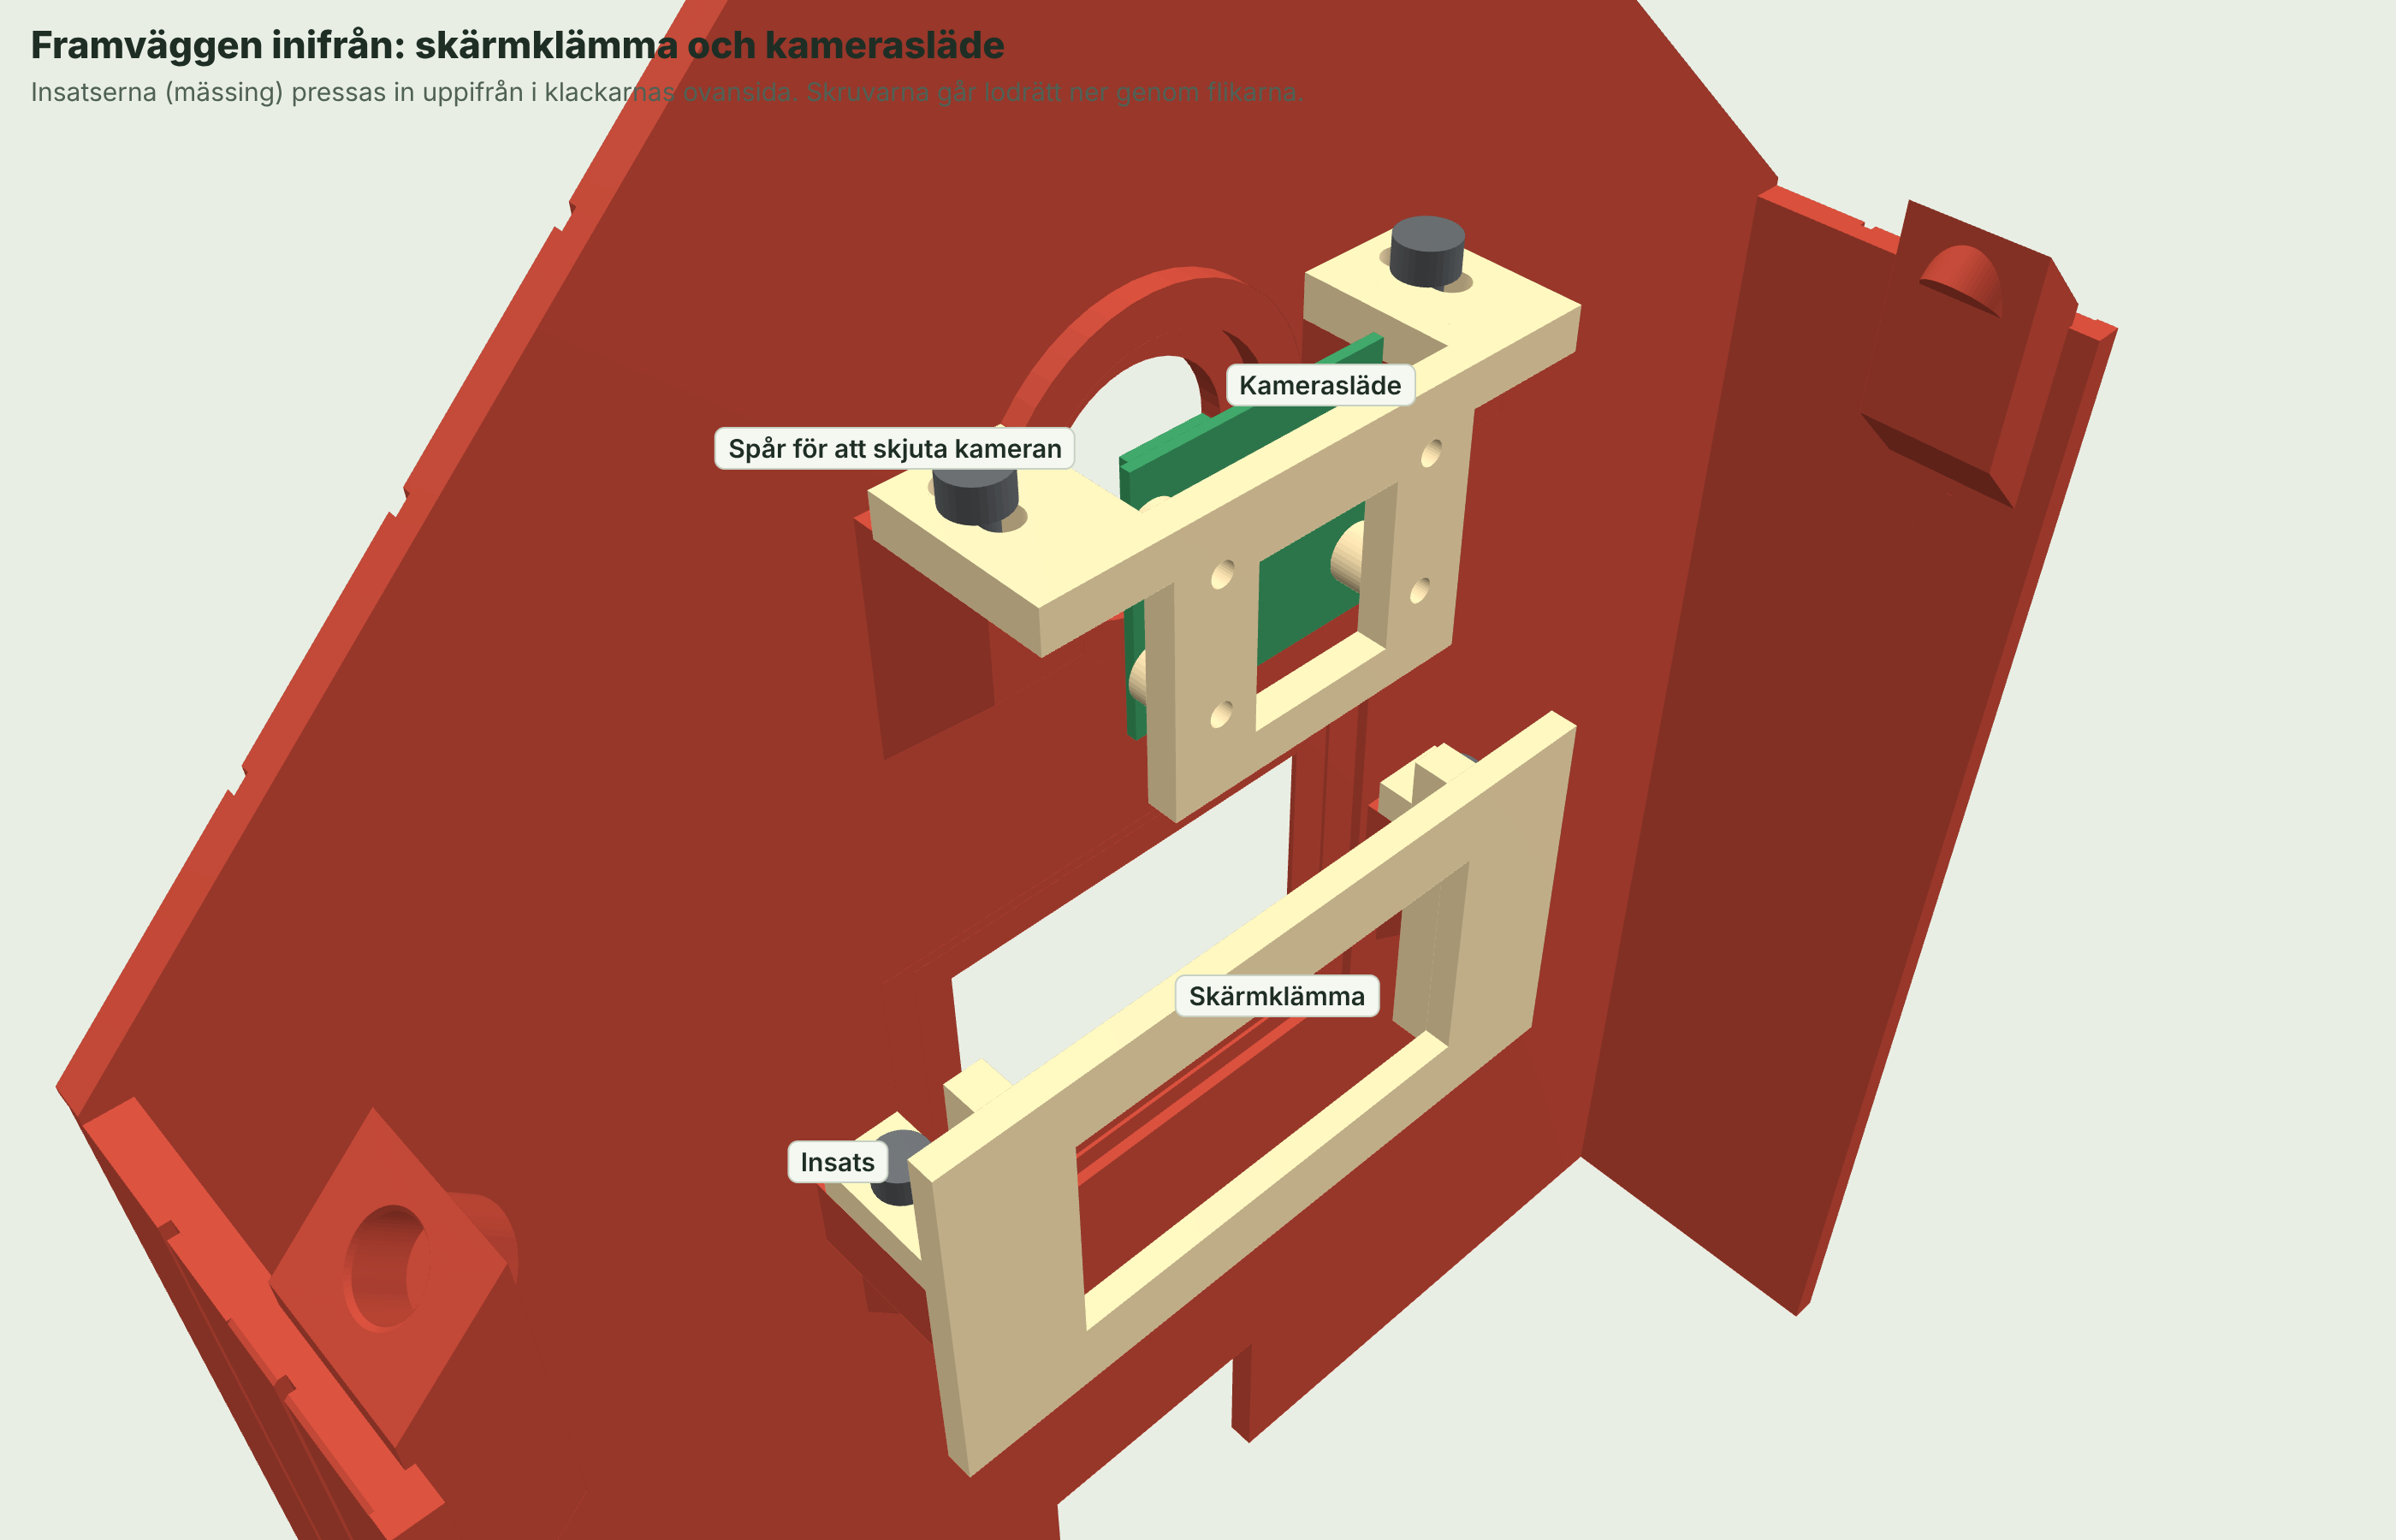 Framväggen inifrån: skärmklämma och kamerasläde
Insatserna (mässing) pressas in uppifrån i klackarnas ovansida. Skruvarna går lodrätt ner genom flikarna.
Kamerasläde
Spår för att skjuta kameran
Skärmklämma
Insats